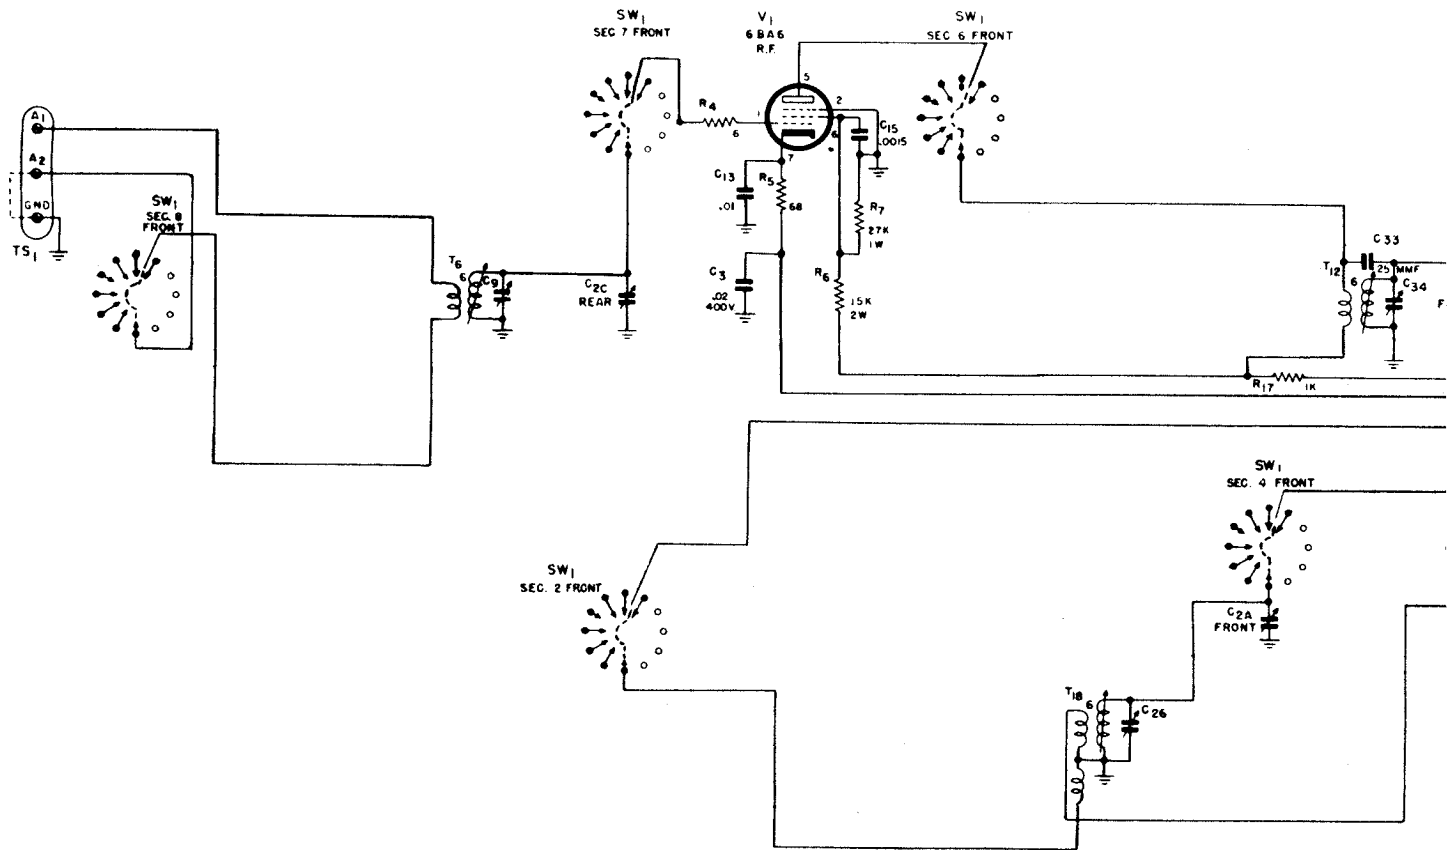 SW1
SEC 7 FRONT
V1
6BA6
R.F.
SW1
SEC 6 FRONT
5
2
1
6
7
R4
6
C15
.0015
A1
A2
GND
TS1
SW1
SEC. 8
FRONT
C13
.01
R5
68
R7
27K
1W
C3
.02
400V
R6
15K
2W
T6
6
C9
C2C
REAR
C33
25 MMF
T12
6
C34
F
R17
1K
SW1
SEC. 4 FRONT
SW1
SEC. 2 FRONT
C2A
FRONT
T18
6
C26